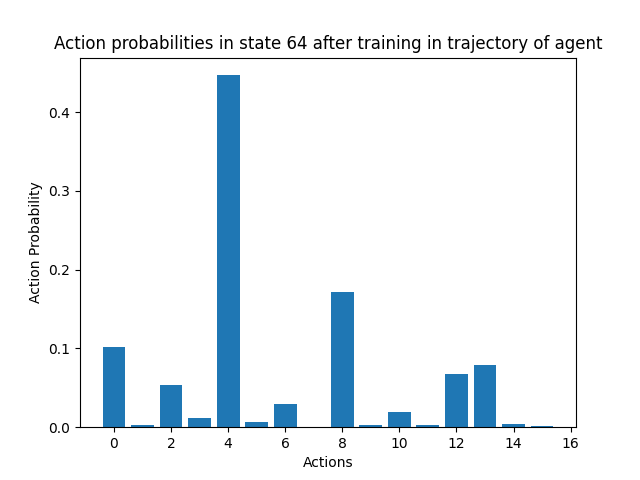 Action probabilities in state 64 after training in trajectory of agent
0.4
0.3
0.2
0.1
0.0
Action Probability
0 2 4 6 8 10 12 14 16
Actions